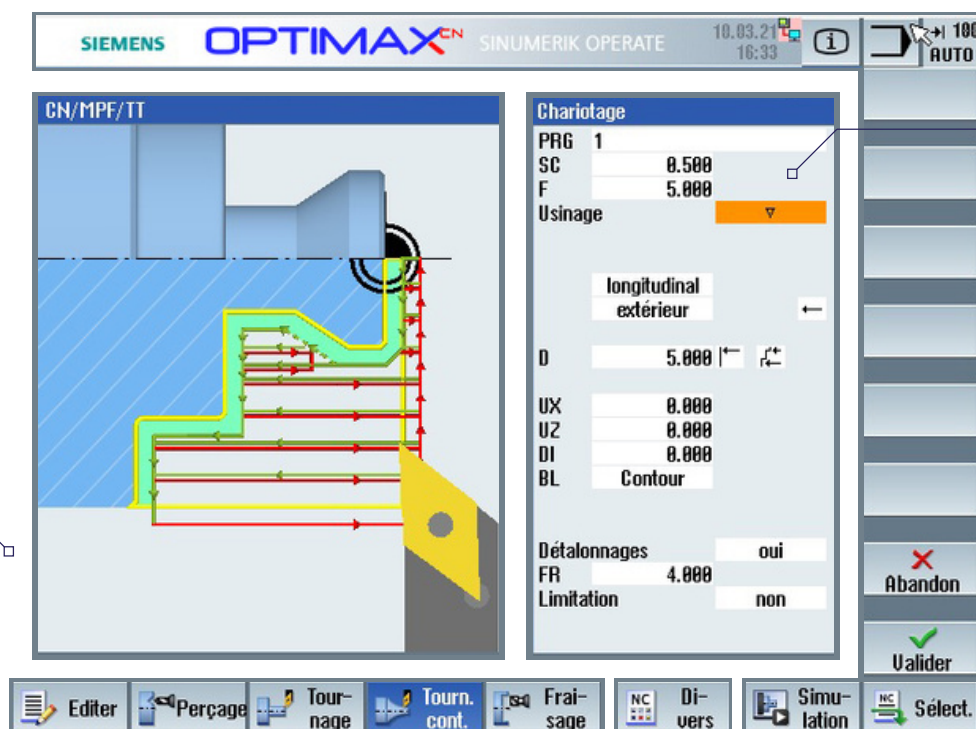 SIEMENS OPTIMAX CN SINUMERIK OPERATE 10.03.21
16:33
AUTO
CN/MPF/TT
Chariotage
PRG 1
SC 0.500
F 5.000
Usinage
longitudinal
extérieur
D 5.000
UX 0.000
UZ 0.000
DI 0.000
BL Contour
Détalonnages oui
FR 4.000
Limitation non
Abandon
Valider
Editer
Perçage
Tour-
nage
Tourn.
cont.
Frai-
sage
NC Di-
vers
Simu-
lation
NC Sélect.